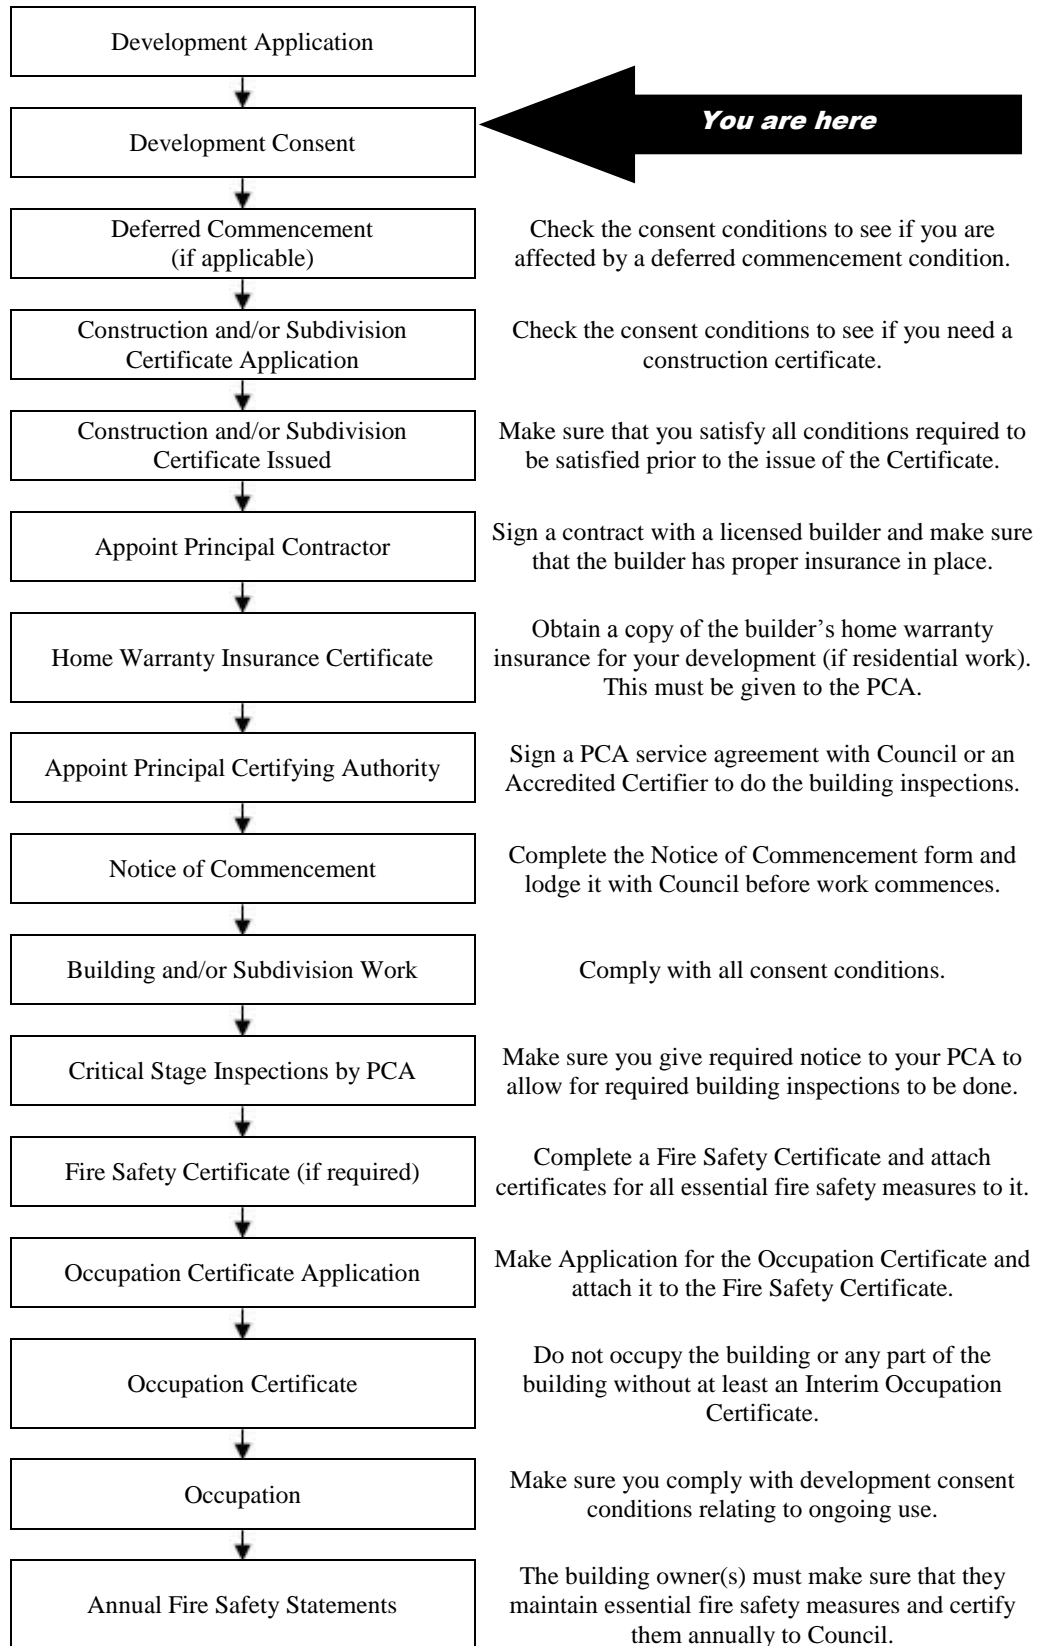 Development Application
Development Consent
You are here
Deferred Commencement
(if applicable)
Check the consent conditions to see if you are
affected by a deferred commencement condition.
Construction and/or Subdivision
Certificate Application
Check the consent conditions to see if you need a
construction certificate.
Construction and/or Subdivision
Certificate Issued
Make sure that you satisfy all conditions required to
be satisfied prior to the issue of the Certificate.
Appoint Principal Contractor
Sign a contract with a licensed builder and make sure
that the builder has proper insurance in place.
Home Warranty Insurance Certificate
Obtain a copy of the builder’s home warranty
insurance for your development (if residential work).
This must be given to the PCA.
Appoint Principal Certifying Authority
Sign a PCA service agreement with Council or an
Accredited Certifier to do the building inspections.
Notice of Commencement
Complete the Notice of Commencement form and
lodge it with Council before work commences.
Building and/or Subdivision Work
Comply with all consent conditions.
Critical Stage Inspections by PCA
Make sure you give required notice to your PCA to
allow for required building inspections to be done.
Fire Safety Certificate (if required)
Complete a Fire Safety Certificate and attach
certificates for all essential fire safety measures to it.
Occupation Certificate Application
Make Application for the Occupation Certificate and
attach it to the Fire Safety Certificate.
Occupation Certificate
Do not occupy the building or any part of the
building without at least an Interim Occupation
Certificate.
Occupation
Make sure you comply with development consent
conditions relating to ongoing use.
Annual Fire Safety Statements
The building owner(s) must make sure that they
maintain essential fire safety measures and certify
them annually to Council.